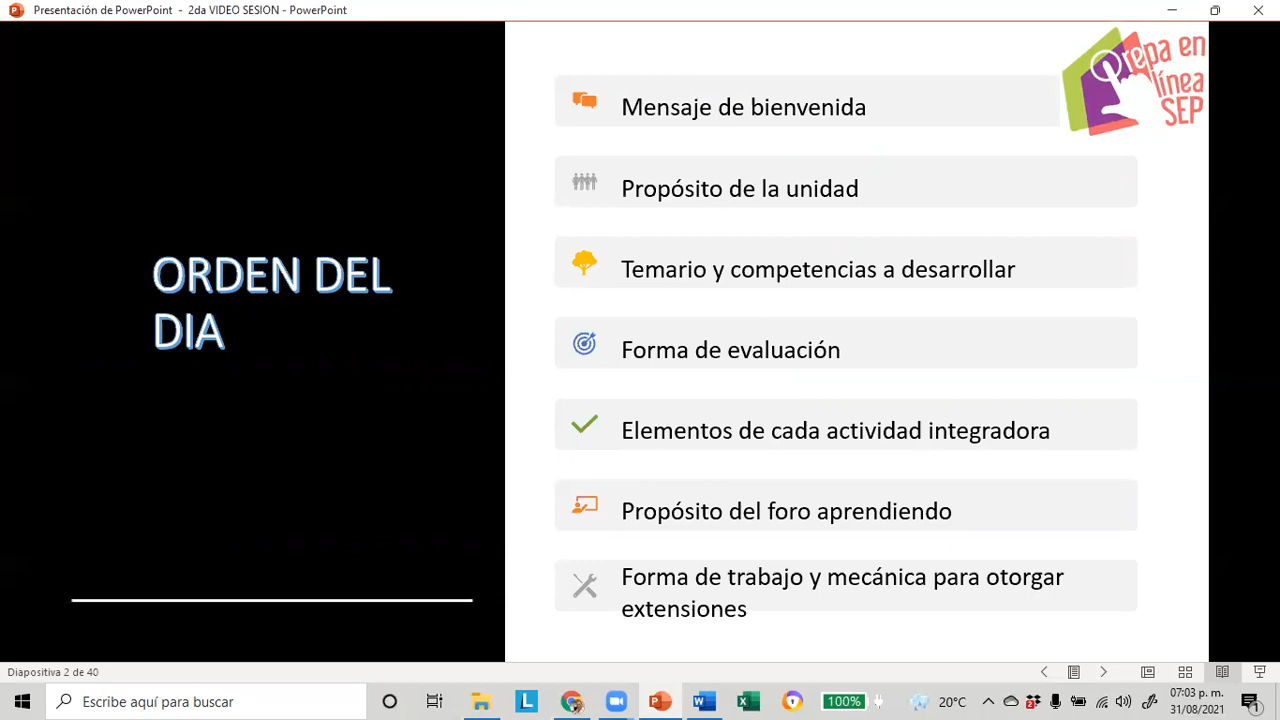 Presentación de PowerPoint - 2da VIDEO SESION - PowerPoint
Prepa en
línea
SEP
Mensaje de bienvenida
Propósito de la unidad
Temario y competencias a desarrollar
ORDEN DEL
DIA
Forma de evaluación
Elementos de cada actividad integradora
Propósito del foro aprendiendo
Forma de trabajo y mecánica para otorgar
extensiones
Diapositiva 2 de 40
Escribe aquí para buscar
100%
20°C
07:03 p. m.
31/08/2021